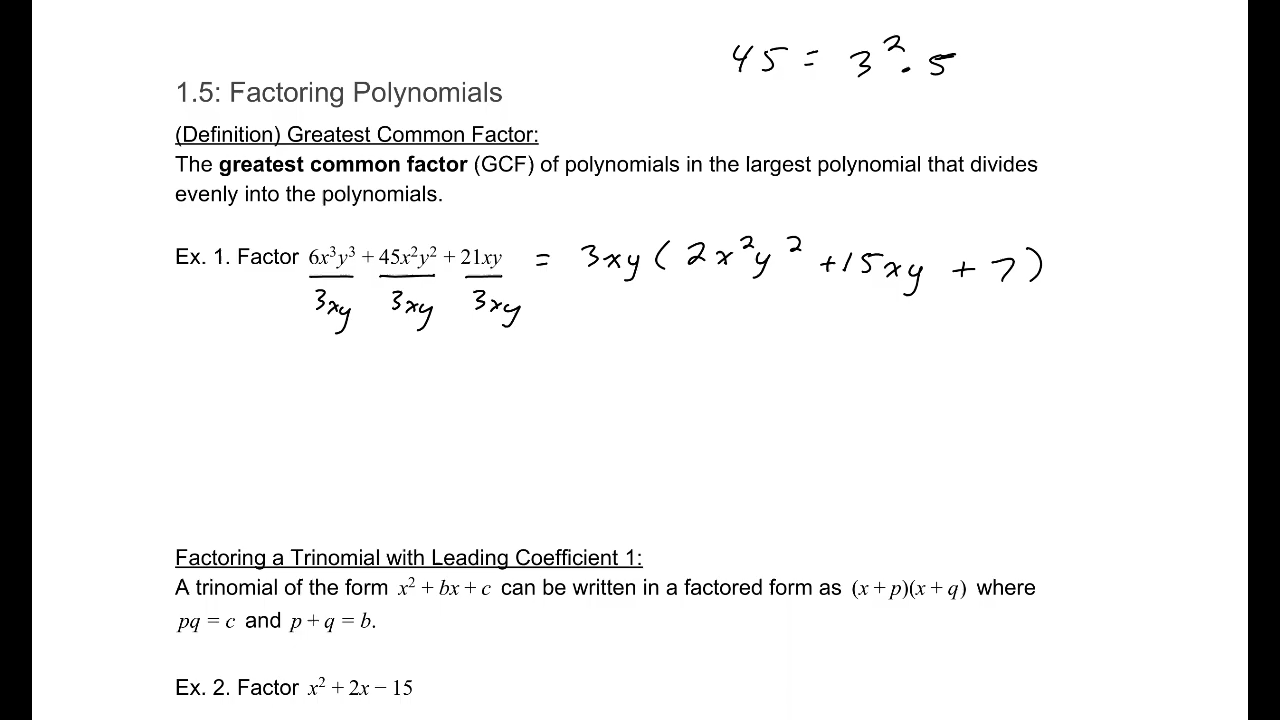 45 = 3² · 5
1.5: Factoring Polynomials
(Definition) Greatest Common Factor:
The greatest common factor (GCF) of polynomials in the largest polynomial that divides
evenly into the polynomials.
Ex. 1. Factor 6x³y³ + 45x²y² + 21xy = 3xy(2x²y² + 15xy + 7)
3xy 3xy 3xy
Factoring a Trinomial with Leading Coefficient 1:
A trinomial of the form x² + bx + c can be written in a factored form as (x + p)(x + q) where
pq = c and p + q = b.
Ex. 2. Factor x² + 2x − 15